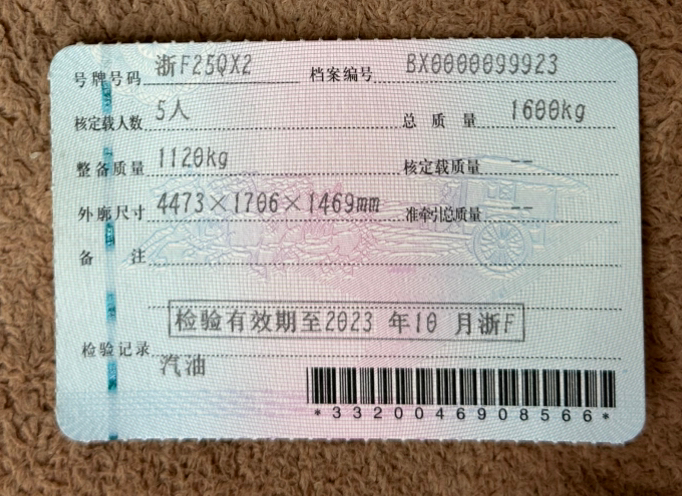 号牌号码 浙F25QX2 档案编号 BX0000099923
核定载人数 5人 总质量 1600kg
整备质量 1120kg 核定载质量 --
外廓尺寸 4473×1706×1469mm 准牵引总质量 --
备注
检验有效期至2023 年10 月浙F
检验记录
汽油
*3320046908566*